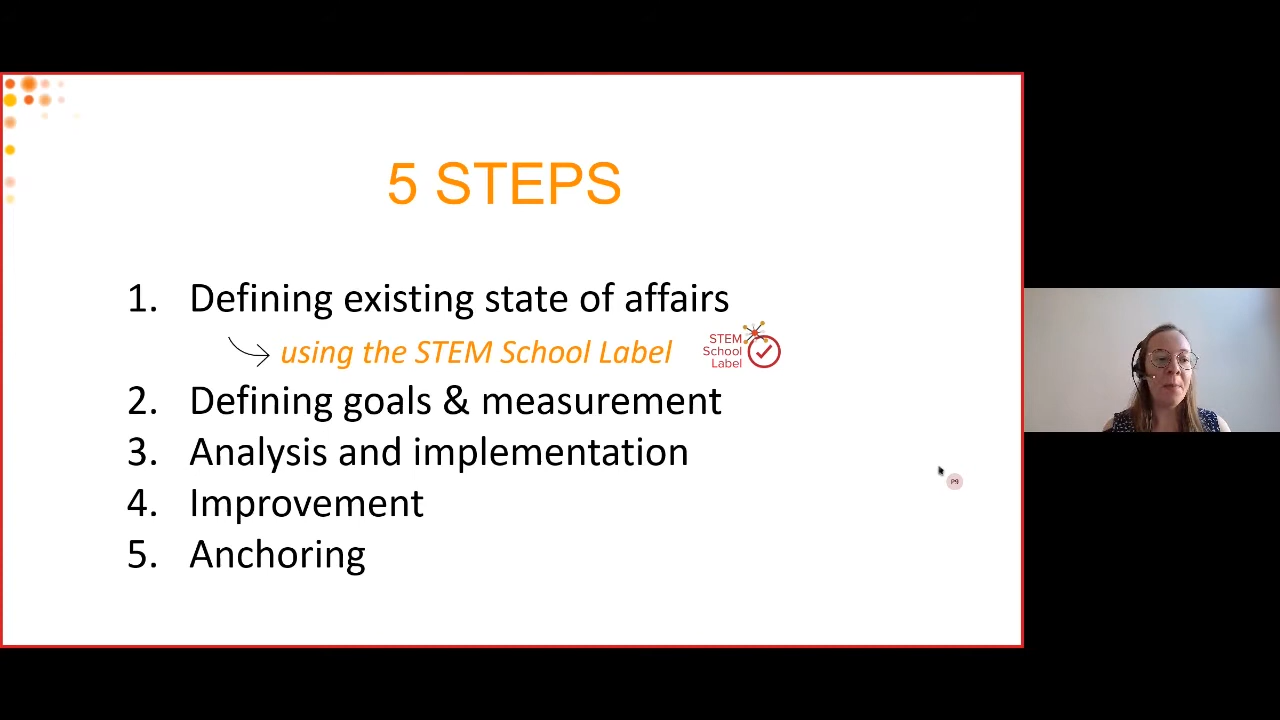 5 STEPS
1. Defining existing state of affairs
using the STEM School Label
STEM
School
Label
2. Defining goals & measurement
3. Analysis and implementation
4. Improvement
5. Anchoring